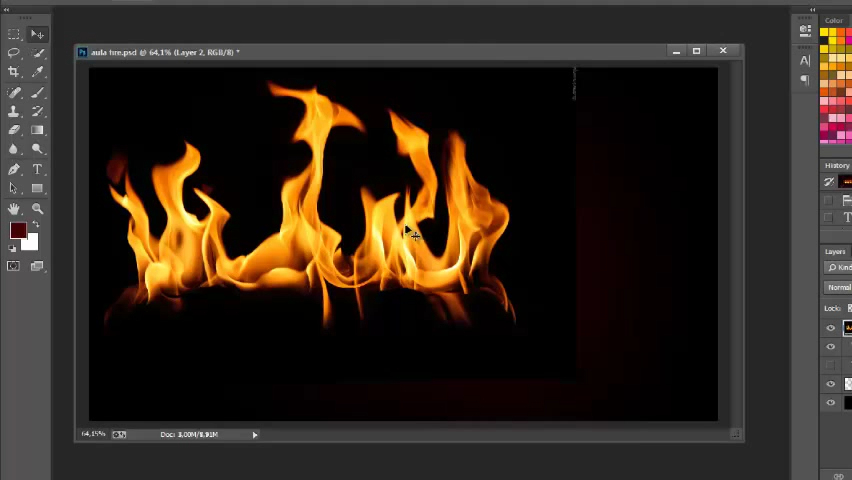 Ps aula fire.psd @ 64,1% (Layer 2, RGB/8) *
64,15%
Doc: 3,00M/8,91M
Color
History
Layers
Kind
Normal
Lock: